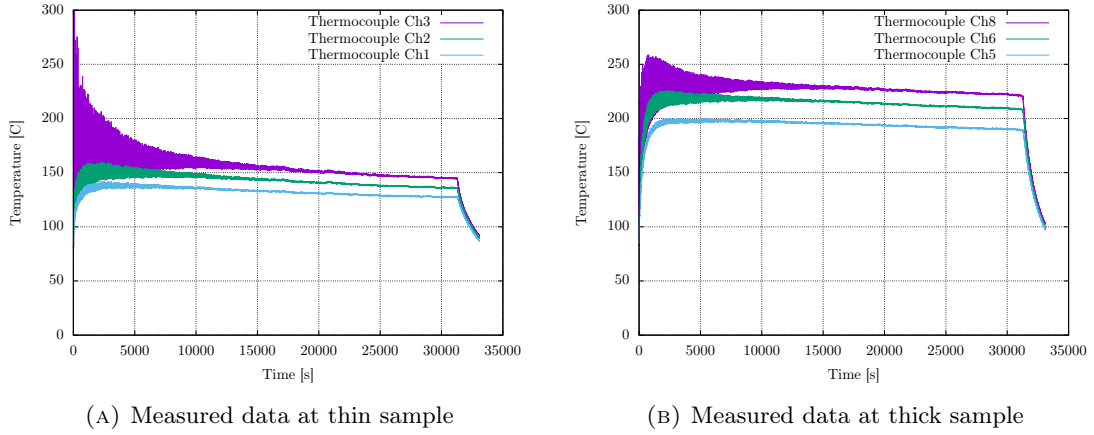 300
250
200
150
100
50
0
0 5000 10000 15000 20000 25000 30000 35000
Temperature [C]
Time [s]
Thermocouple Ch3
Thermocouple Ch2
Thermocouple Ch1
(A) Measured data at thin sample
300
250
200
150
100
50
0
0 5000 10000 15000 20000 25000 30000 35000
Temperature [C]
Time [s]
Thermocouple Ch8
Thermocouple Ch6
Thermocouple Ch5
(B) Measured data at thick sample